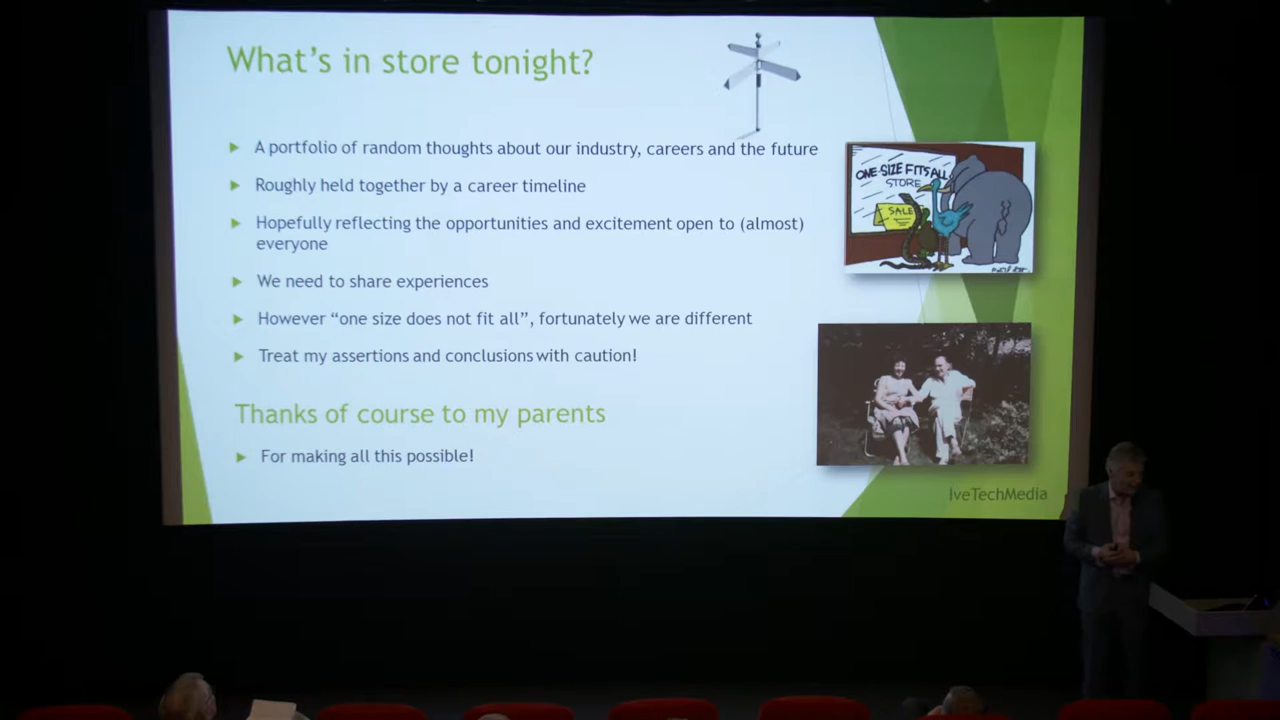 What's in store tonight?
A portfolio of random thoughts about our industry, careers and the future
Roughly held together by a career timeline
Hopefully reflecting the opportunities and excitement open to (almost)
everyone
We need to share experiences
However “one size does not fit all”, fortunately we are different
Treat my assertions and conclusions with caution!
ONE-SIZE FITS ALL
STORE
SALE
Thanks of course to my parents
For making all this possible!
IveTechMedia